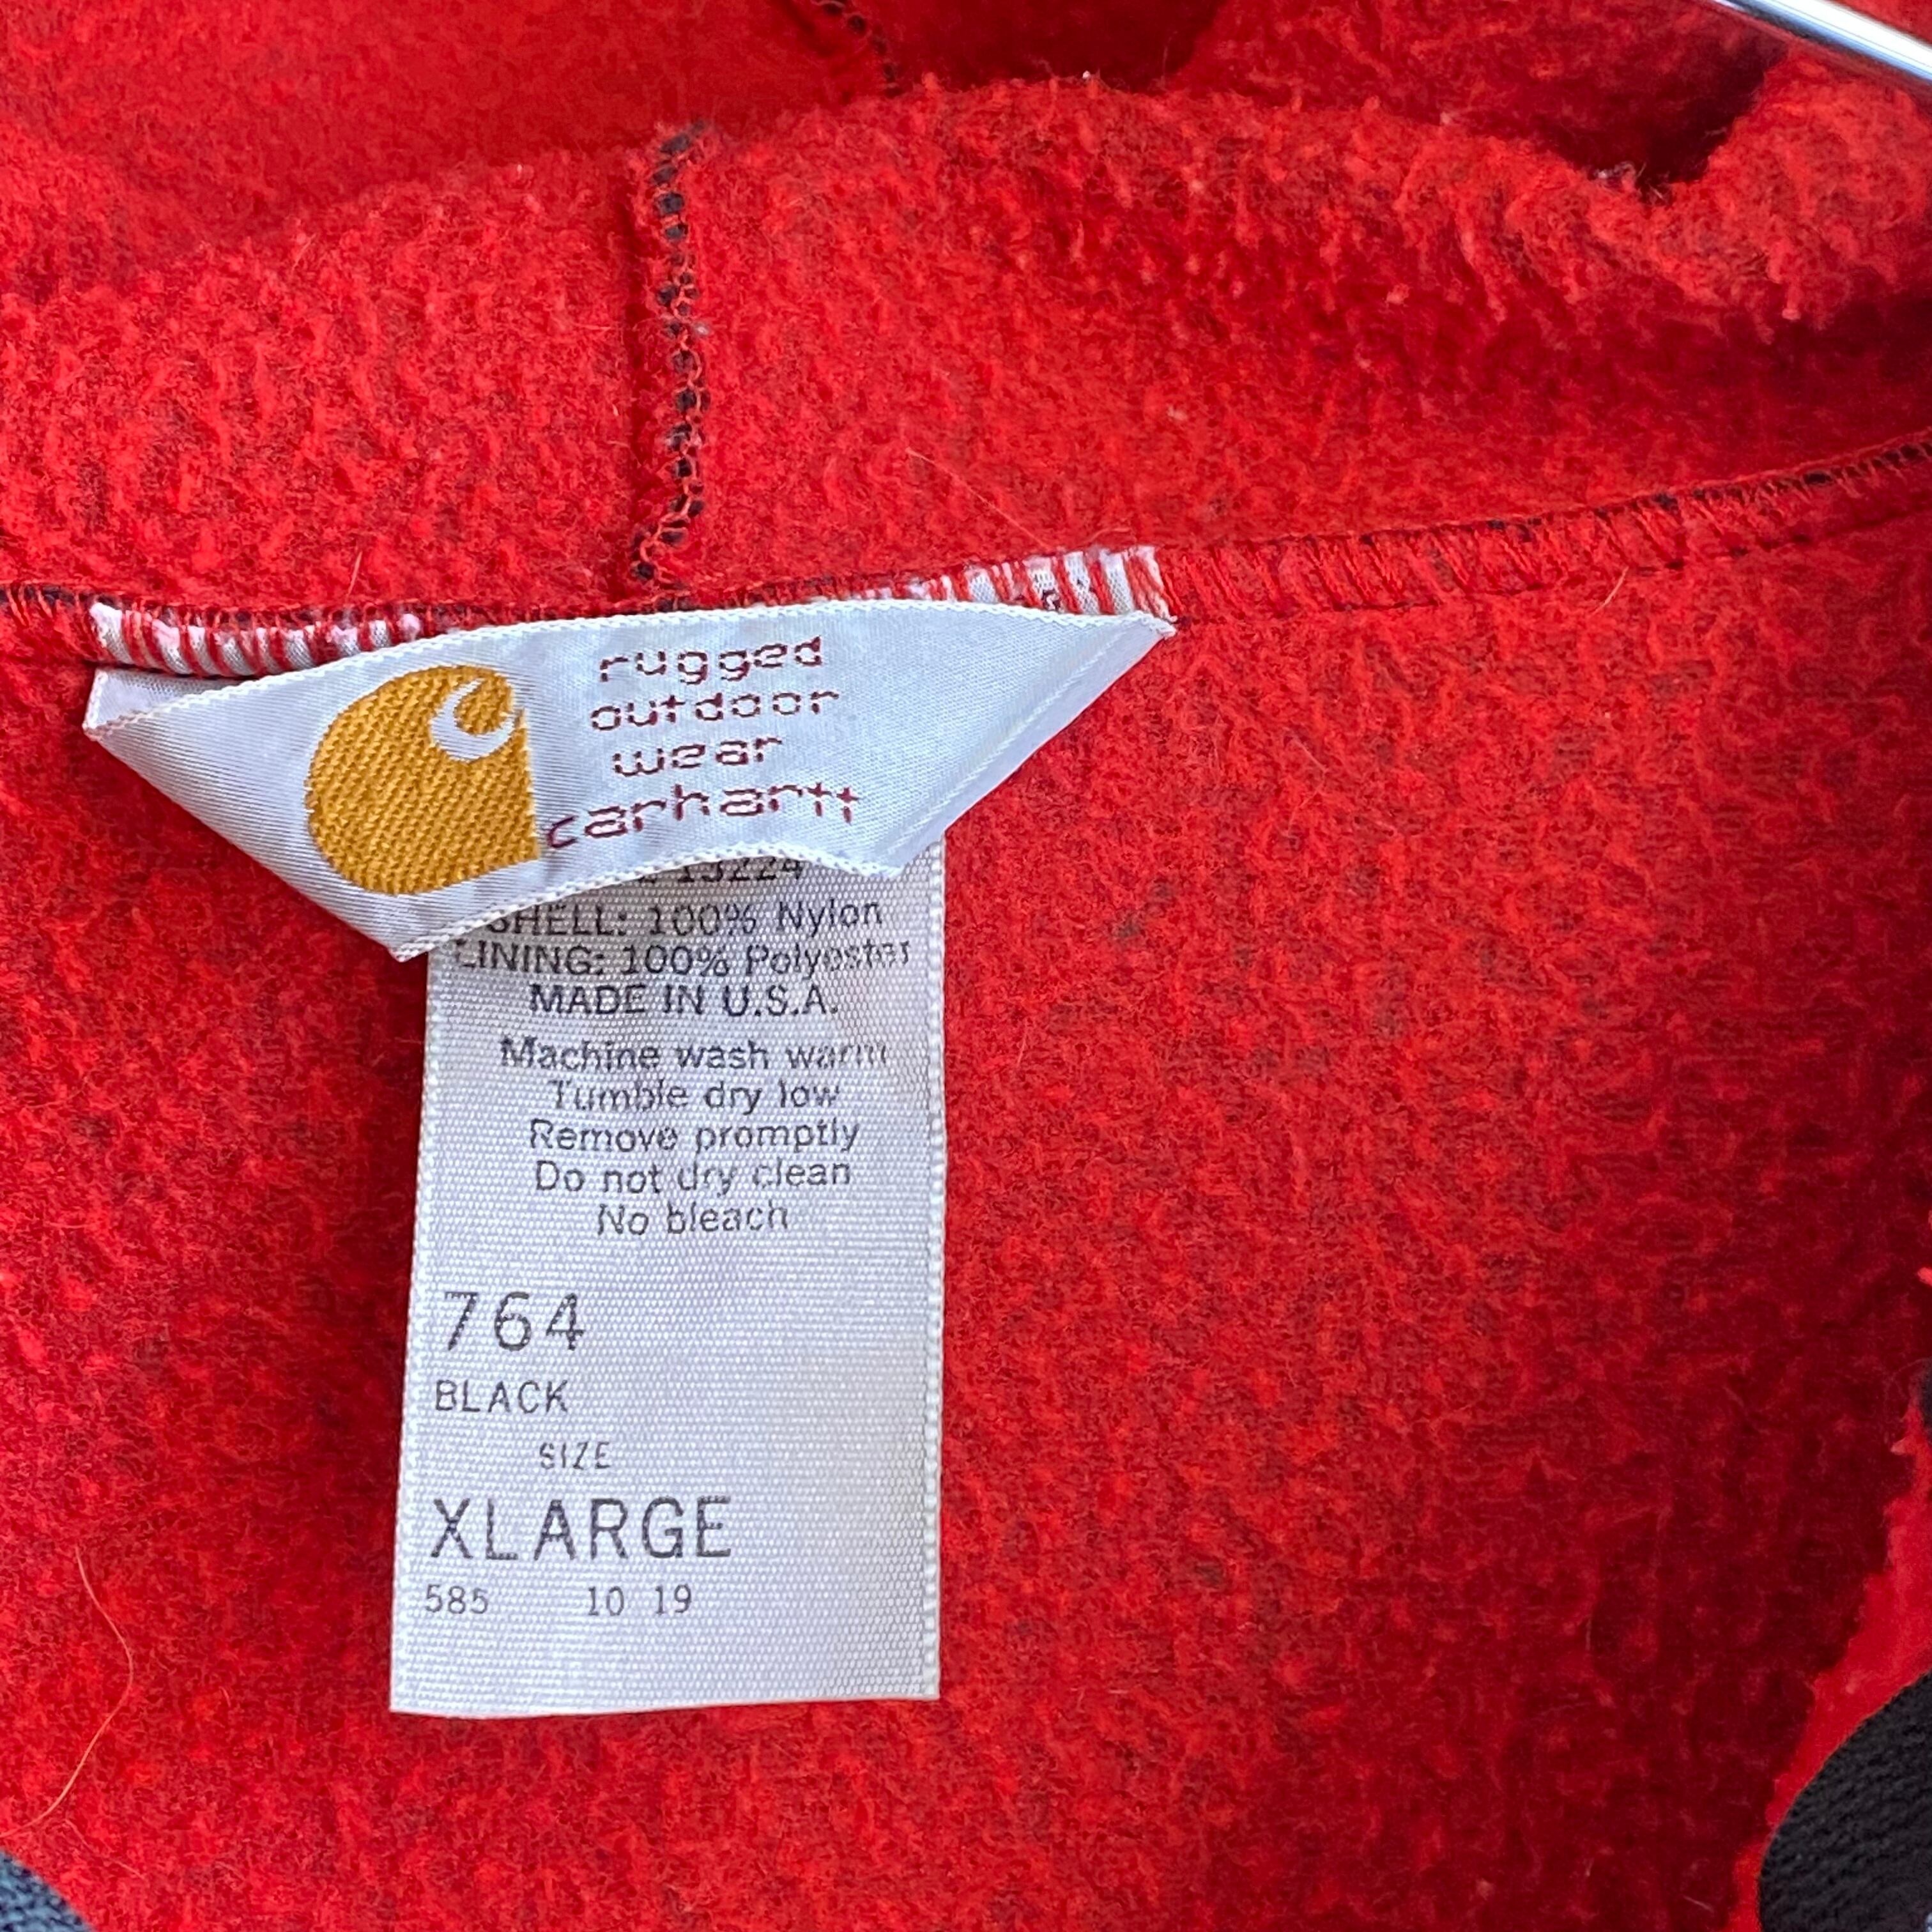 rugged
outdoor
wear
carhartt
13224
SHELL: 100% Nylon
LINING: 100% Polyester
MADE IN U.S.A.
Machine wash warm
Tumble dry low
Remove promptly
Do not dry clean
No bleach
764
BLACK
SIZE
XLARGE
585 10 19